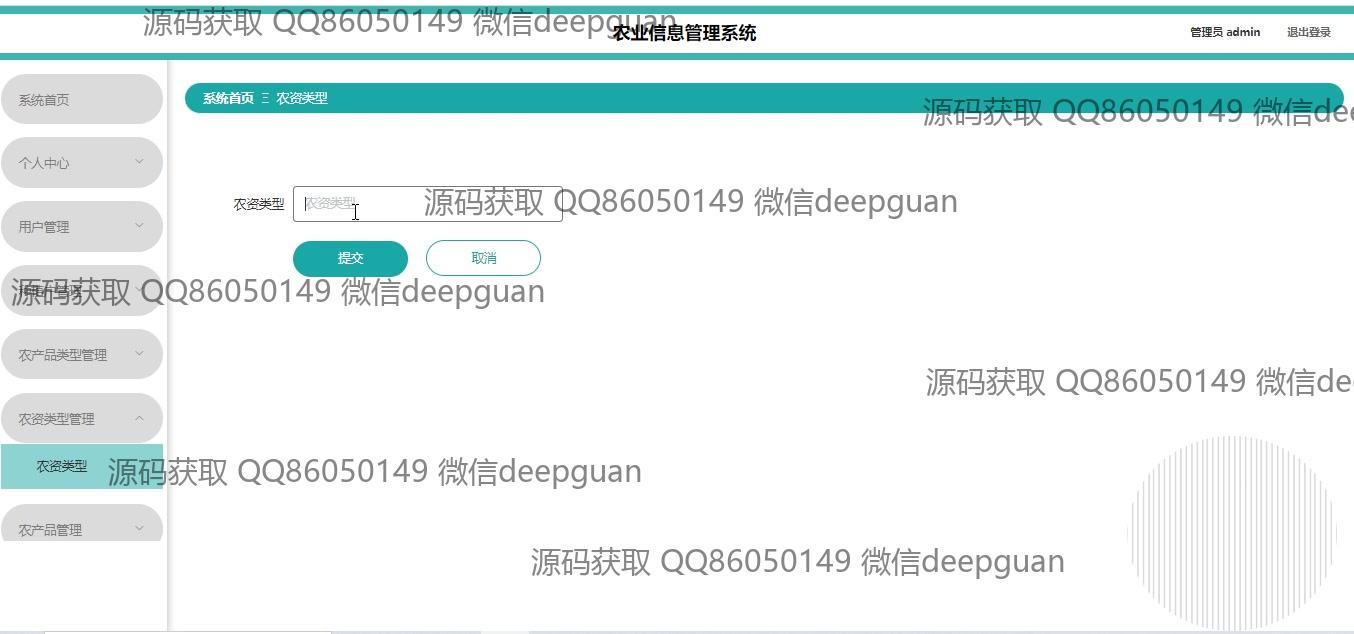 源码获取 QQ86050149 微信deepguan
农业信息管理系统
管理员 admin
退出登录
系统首页
系统首页 Ξ 农资类型
源码获取 QQ86050149 微信de
个人中心
农资类型
农资类型
源码获取 QQ86050149 微信deepguan
用户管理
提交
取消
源码获取 QQ86050149 微信deepguan
农产品类型管理
源码获取 QQ86050149 微信de
农资类型管理
农资类型
源码获取 QQ86050149 微信deepguan
农产品管理
源码获取 QQ86050149 微信deepguan